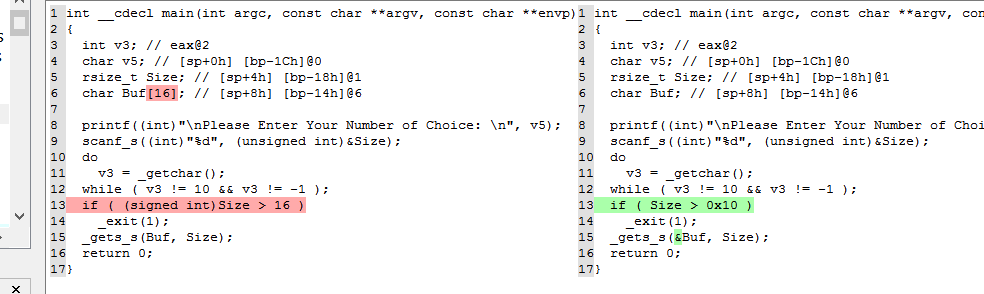 1 int __cdecl main(int argc, const char **argv, const char **envp)
2 {
3 int v3; // eax@2
4 char v5; // [sp+0h] [bp-1Ch]@0
5 rsize_t Size; // [sp+4h] [bp-18h]@1
6 char Buf[16]; // [sp+8h] [bp-14h]@6
7
8 printf((int)"\nPlease Enter Your Number of Choice: \n", v5);
9 scanf_s((int)"%d", (unsigned int)&Size);
10 do
11 v3 = _getchar();
12 while ( v3 != 10 && v3 != -1 );
13 if ( (signed int)Size > 16 )
14 _exit(1);
15 _gets_s(Buf, Size);
16 return 0;
17 }
1 int __cdecl main(int argc, const char **argv, con
2 {
3 int v3; // eax@2
4 char v5; // [sp+0h] [bp-1Ch]@0
5 rsize_t Size; // [sp+4h] [bp-18h]@1
6 char Buf; // [sp+8h] [bp-14h]@6
7
8 printf((int)"\nPlease Enter Your Number of Choi
9 scanf_s((int)"%d", (unsigned int)&Size);
10 do
11 v3 = _getchar();
12 while ( v3 != 10 && v3 != -1 );
13 if ( Size > 0x10 )
14 _exit(1);
15 _gets_s(&Buf, Size);
16 return 0;
17 }